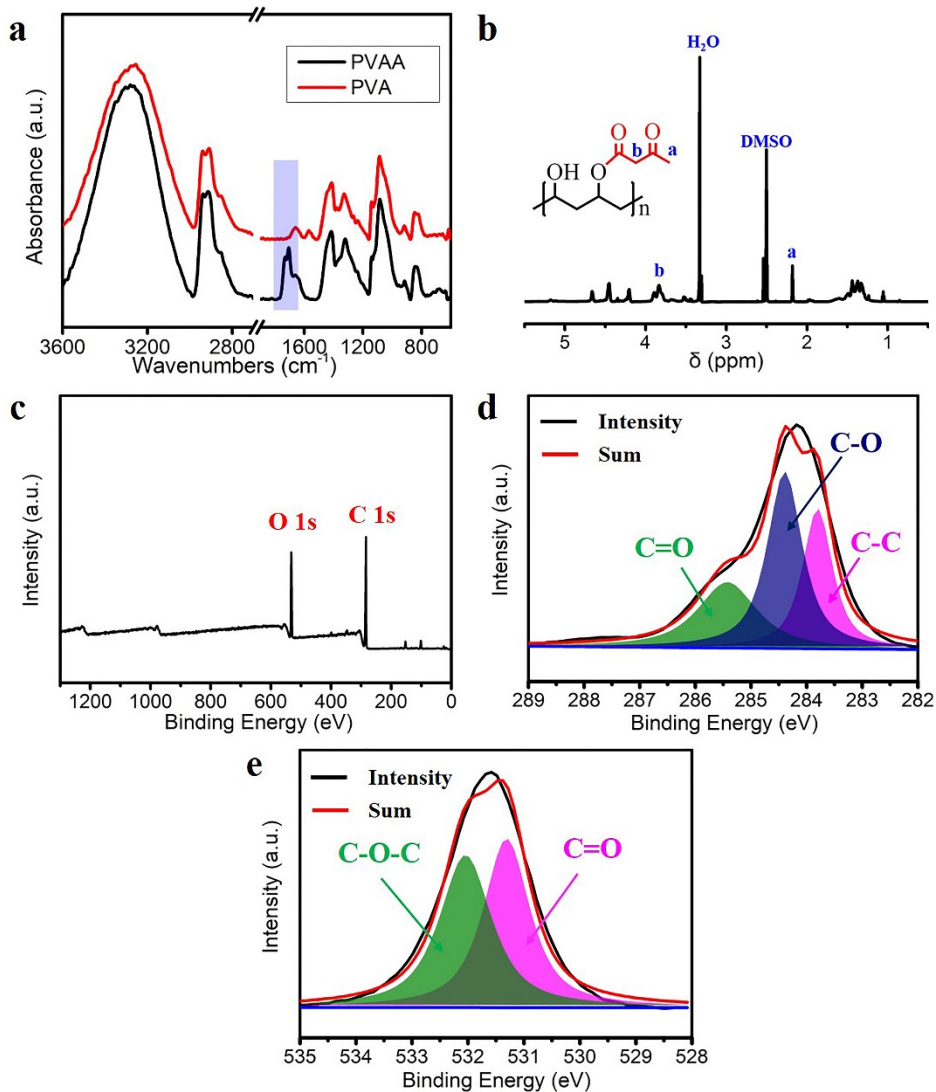 a
Absorbance (a.u.)
PVAA
PVA
3600 3200 2800 1600 1200 800
Wavenumbers (cm⁻¹)
b
H₂O
DMSO
O O
b a
OH O
n
b
a
5 4 3 2 1
δ (ppm)
c
Intensity (a.u.)
O 1s
C 1s
1200 1000 800 600 400 200 0
Binding Energy (eV)
d
Intensity (a.u.)
Intensity
Sum
C-O
C=O
C-C
289 288 287 286 285 284 283 282
Binding Energy (eV)
e
Intensity (a.u.)
Intensity
Sum
C-O-C
C=O
535 534 533 532 531 530 529 528
Binding Energy (eV)